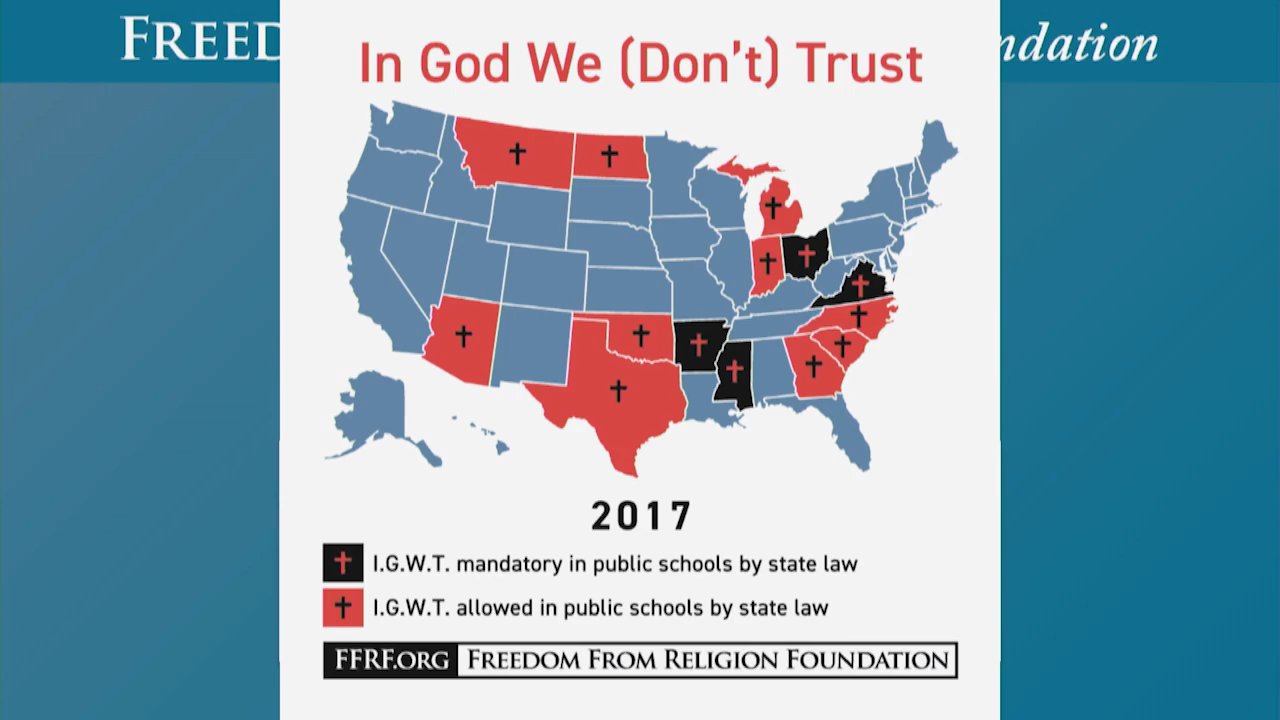 FREED
ndation
In God We (Don't) Trust
2017
I.G.W.T. mandatory in public schools by state law
I.G.W.T. allowed in public schools by state law
FFRF.ORG FREEDOM FROM RELIGION FOUNDATION